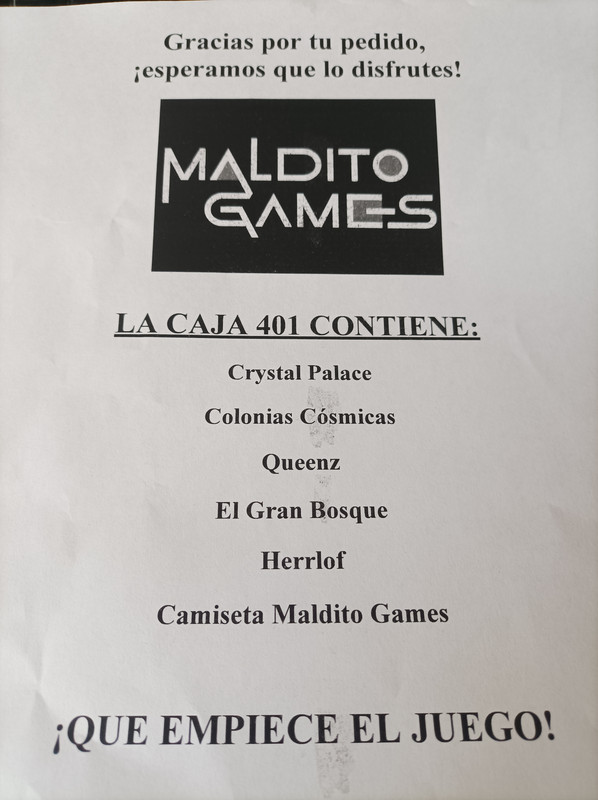 Gracias por tu pedido,
¡esperamos que lo disfrutes!
MALDITO
GAMES
LA CAJA 401 CONTIENE:
Crystal Palace
Colonias Cósmicas
Queenz
El Gran Bosque
Herrlof
Camiseta Maldito Games
¡QUE EMPIECE EL JUEGO!